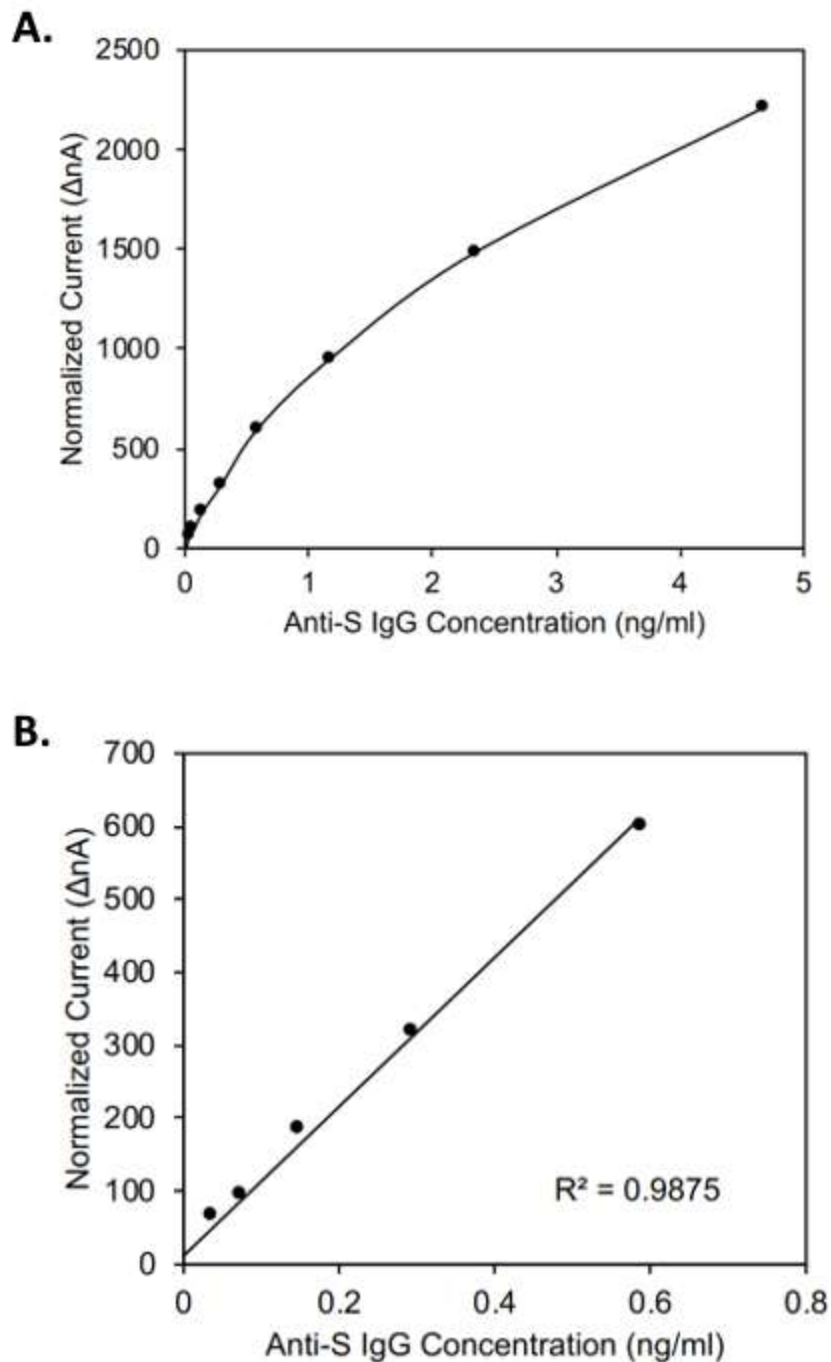 A.
2500
2000
1500
1000
500
0
0 1 2 3 4 5
Normalized Current (ΔnA)
Anti-S IgG Concentration (ng/ml)
B.
700
600
500
400
300
200
100
0
0 0.2 0.4 0.6 0.8
Normalized Current (ΔnA)
R² = 0.9875
Anti-S IgG Concentration (ng/ml)